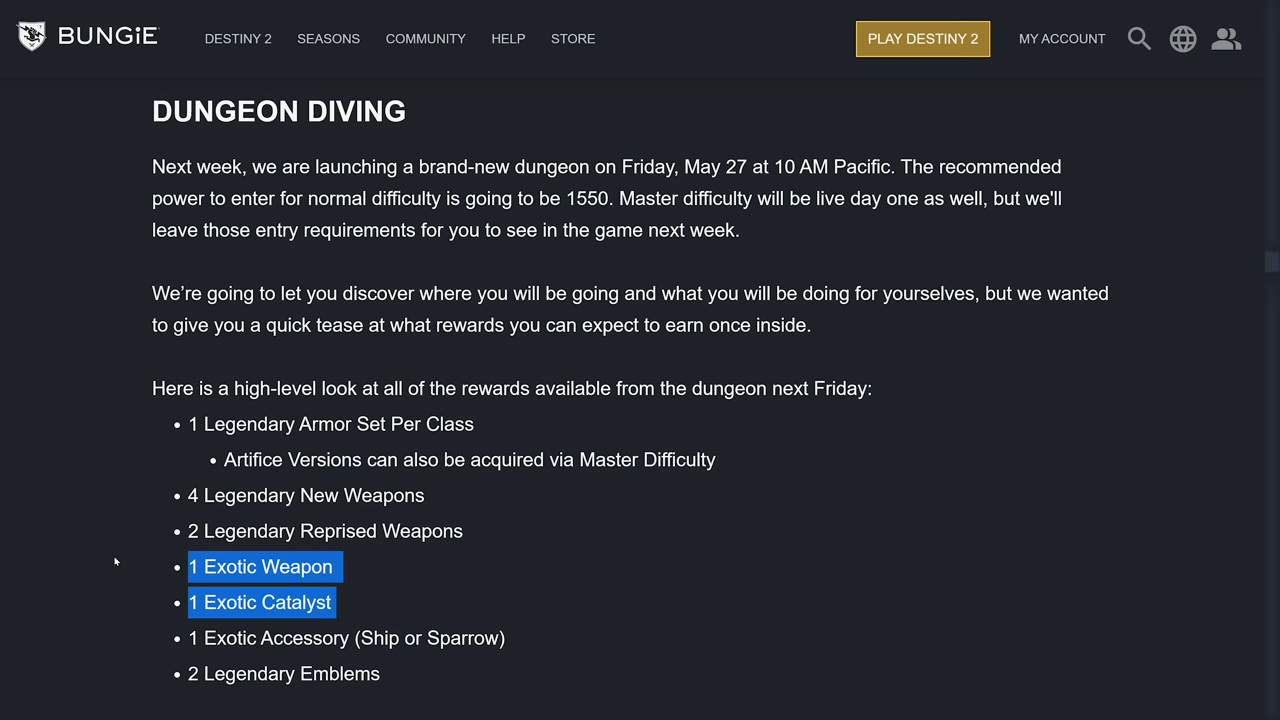 BUNGiE
DESTINY 2 SEASONS COMMUNITY HELP STORE PLAY DESTINY 2 MY ACCOUNT
DUNGEON DIVING
Next week, we are launching a brand-new dungeon on Friday, May 27 at 10 AM Pacific. The recommended
power to enter for normal difficulty is going to be 1550. Master difficulty will be live day one as well, but we'll
leave those entry requirements for you to see in the game next week.
We’re going to let you discover where you will be going and what you will be doing for yourselves, but we wanted
to give you a quick tease at what rewards you can expect to earn once inside.
Here is a high-level look at all of the rewards available from the dungeon next Friday:
• 1 Legendary Armor Set Per Class
• Artifice Versions can also be acquired via Master Difficulty
• 4 Legendary New Weapons
• 2 Legendary Reprised Weapons
• 1 Exotic Weapon
• 1 Exotic Catalyst
• 1 Exotic Accessory (Ship or Sparrow)
• 2 Legendary Emblems